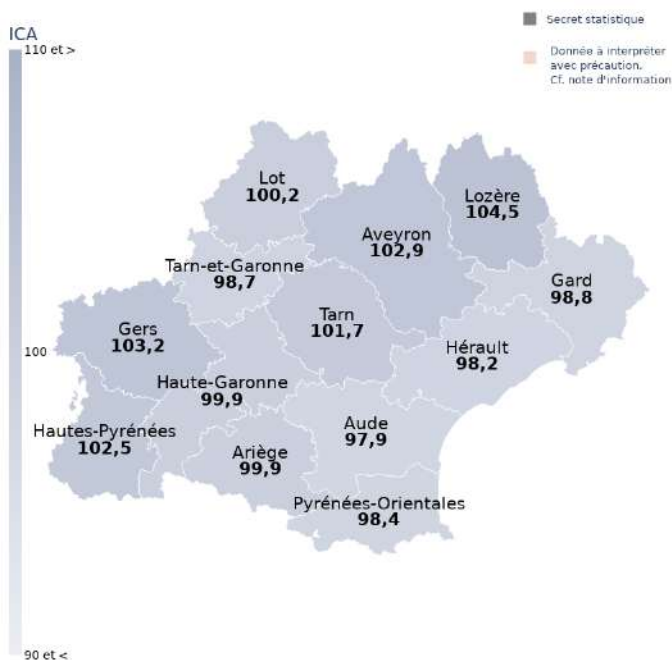 Secret statistique
ICA
110 et >
Donnée à interpréter
avec précaution.
Cf. note d'information
Lot
100,2
Lozère
104,5
Aveyron
102,9
Tarn-et-Garonne
98,7
Gard
98,8
Tarn
101,7
Gers
103,2
100
Hérault
98,2
Haute-Garonne
99,9
Aude
97,9
Hautes-Pyrénées
102,5
Ariège
99,9
Pyrénées-Orientales
98,4
90 et <